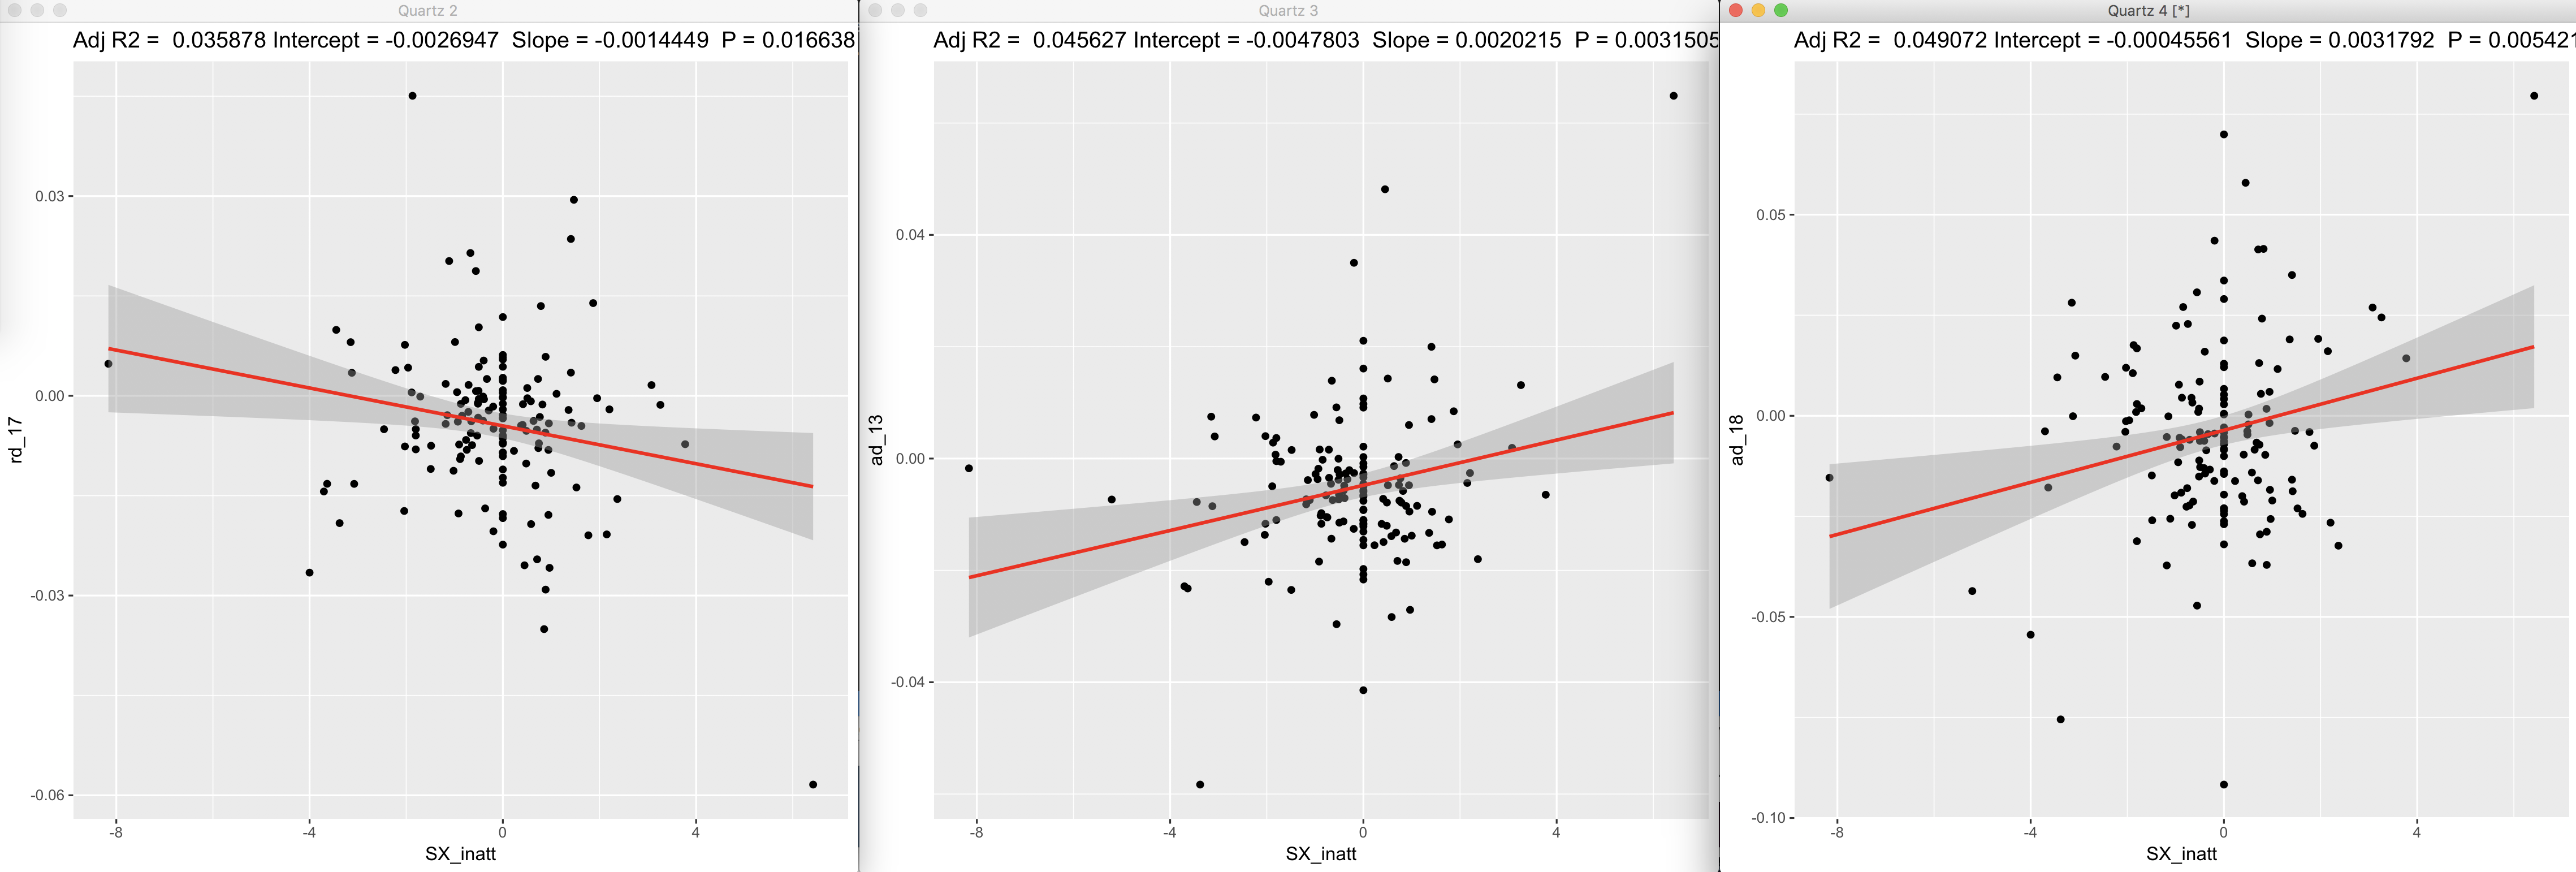 Quartz 2
Adj R2 = 0.035878 Intercept = -0.0026947 Slope = -0.0014449 P = 0.016638
0.03
0.00
-0.03
-0.06
rd_17
-8 -4 0 4
SX_inatt
Quartz 3
Adj R2 = 0.045627 Intercept = -0.0047803 Slope = 0.0020215 P = 0.0031505
0.04
0.00
-0.04
ad_13
-8 -4 0 4
SX_inatt
Quartz 4 [*]
Adj R2 = 0.049072 Intercept = -0.00045561 Slope = 0.0031792 P = 0.005421
0.05
0.00
-0.05
-0.10
ad_18
-8 -4 0 4
SX_inatt